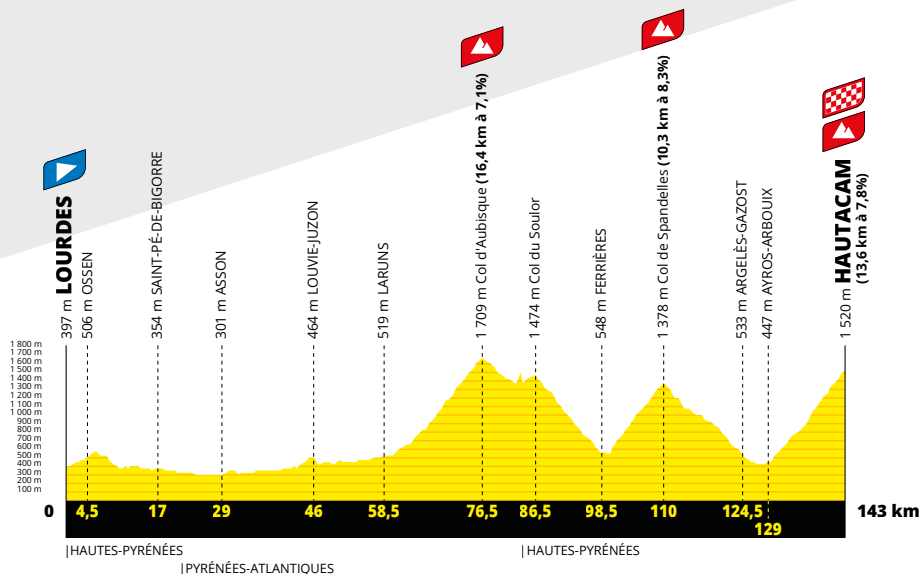 LOURDES
397 m
506 m OSSEN
354 m SAINT-PÉ-DE-BIGORRE
301 m ASSON
464 m LOUVIE-JUZON
519 m LARUNS
1 709 m Col d'Aubisque (16,4 km à 7,1%)
1 474 m Col du Soulor
548 m FERRIÈRES
1 378 m Col de Spandelles (10,3 km à 8,3%)
533 m ARGELÈS-GAZOST
447 m AYROS-ARBOUIX
1 520 m HAUTACAM
(13,6 km à 7,8%)
1 800 m
1 700 m
1 600 m
1 500 m
1 400 m
1 300 m
1 200 m
1 100 m
1 000 m
900 m
800 m
700 m
600 m
500 m
400 m
300 m
200 m
100 m
0 4,5 17 29 46 58,5 76,5 86,5 98,5 110 124,5 143 km
129
|HAUTES-PYRÉNÉES |HAUTES-PYRÉNÉES
|PYRÉNÉES-ATLANTIQUES